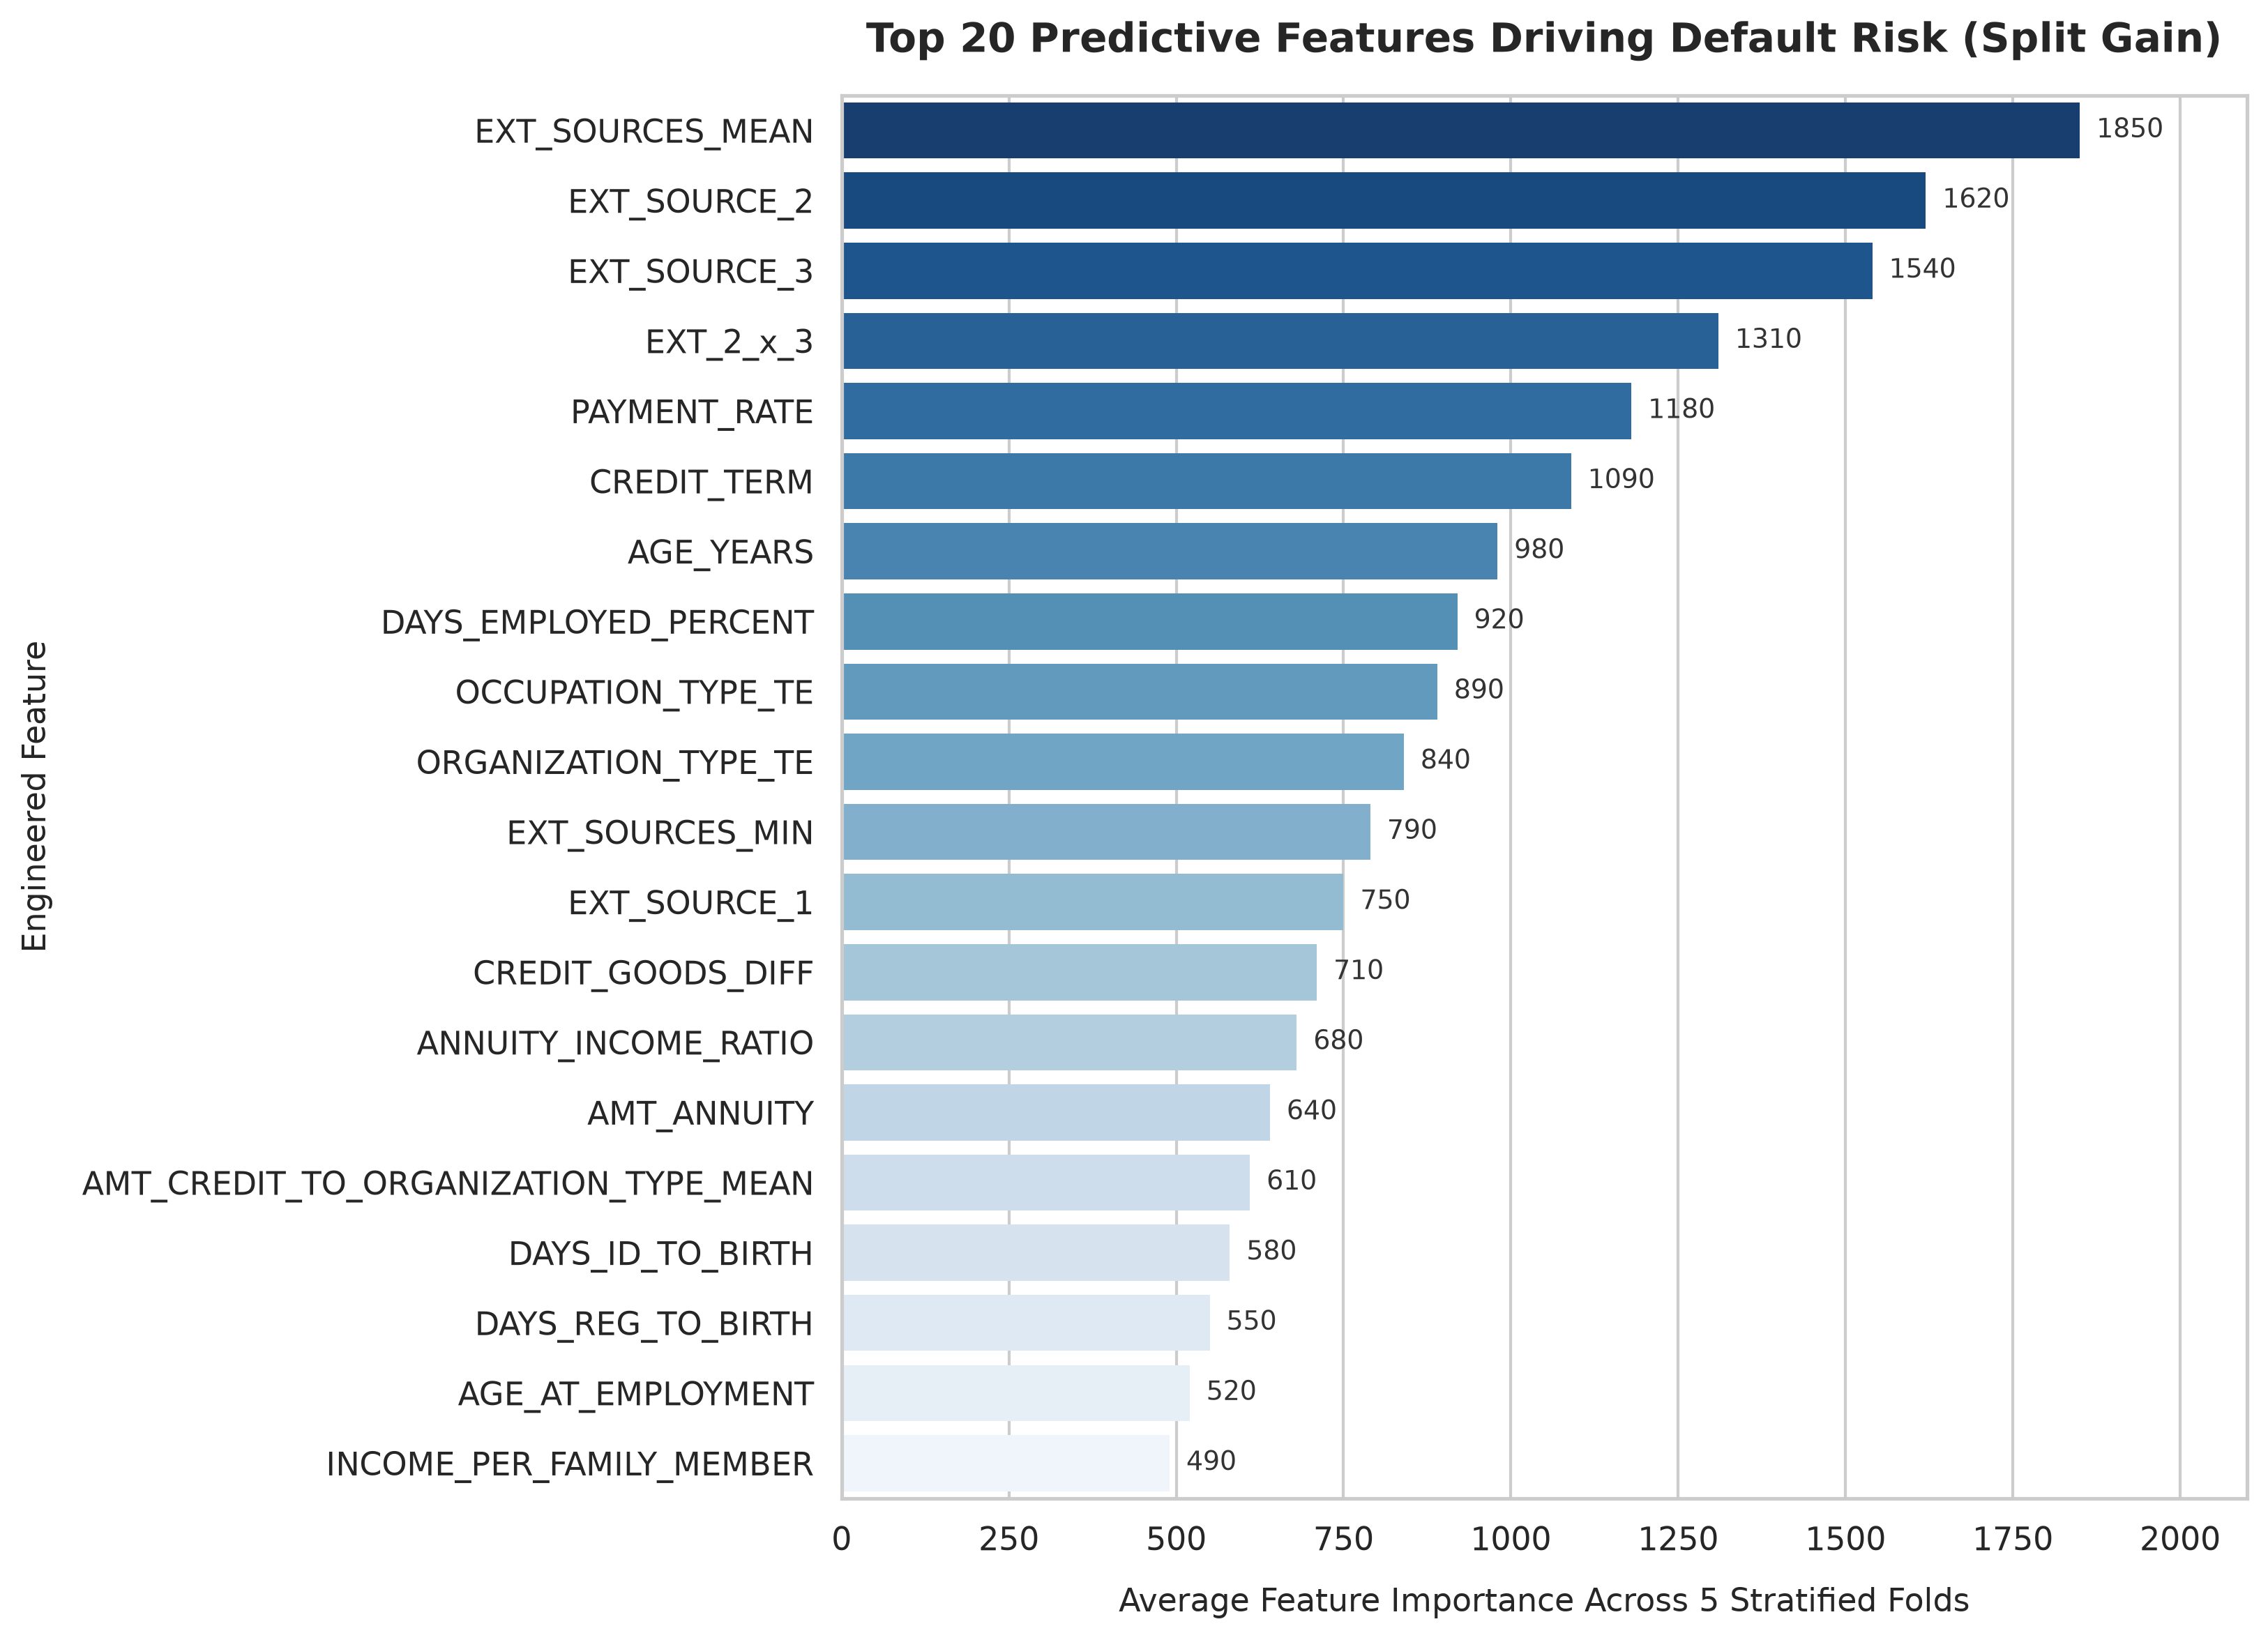 Top 20 Predictive Features Driving Default Risk (Split Gain)
EXT_SOURCES_MEAN 1850
EXT_SOURCE_2 1620
EXT_SOURCE_3 1540
EXT_2_x_3 1310
PAYMENT_RATE 1180
CREDIT_TERM 1090
AGE_YEARS 980
DAYS_EMPLOYED_PERCENT 920
OCCUPATION_TYPE_TE 890
ORGANIZATION_TYPE_TE 840
EXT_SOURCES_MIN 790
EXT_SOURCE_1 750
CREDIT_GOODS_DIFF 710
ANNUITY_INCOME_RATIO 680
AMT_ANNUITY 640
AMT_CREDIT_TO_ORGANIZATION_TYPE_MEAN 610
DAYS_ID_TO_BIRTH 580
DAYS_REG_TO_BIRTH 550
AGE_AT_EMPLOYMENT 520
INCOME_PER_FAMILY_MEMBER 490
Engineered Feature
0 250 500 750 1000 1250 1500 1750 2000
Average Feature Importance Across 5 Stratified Folds